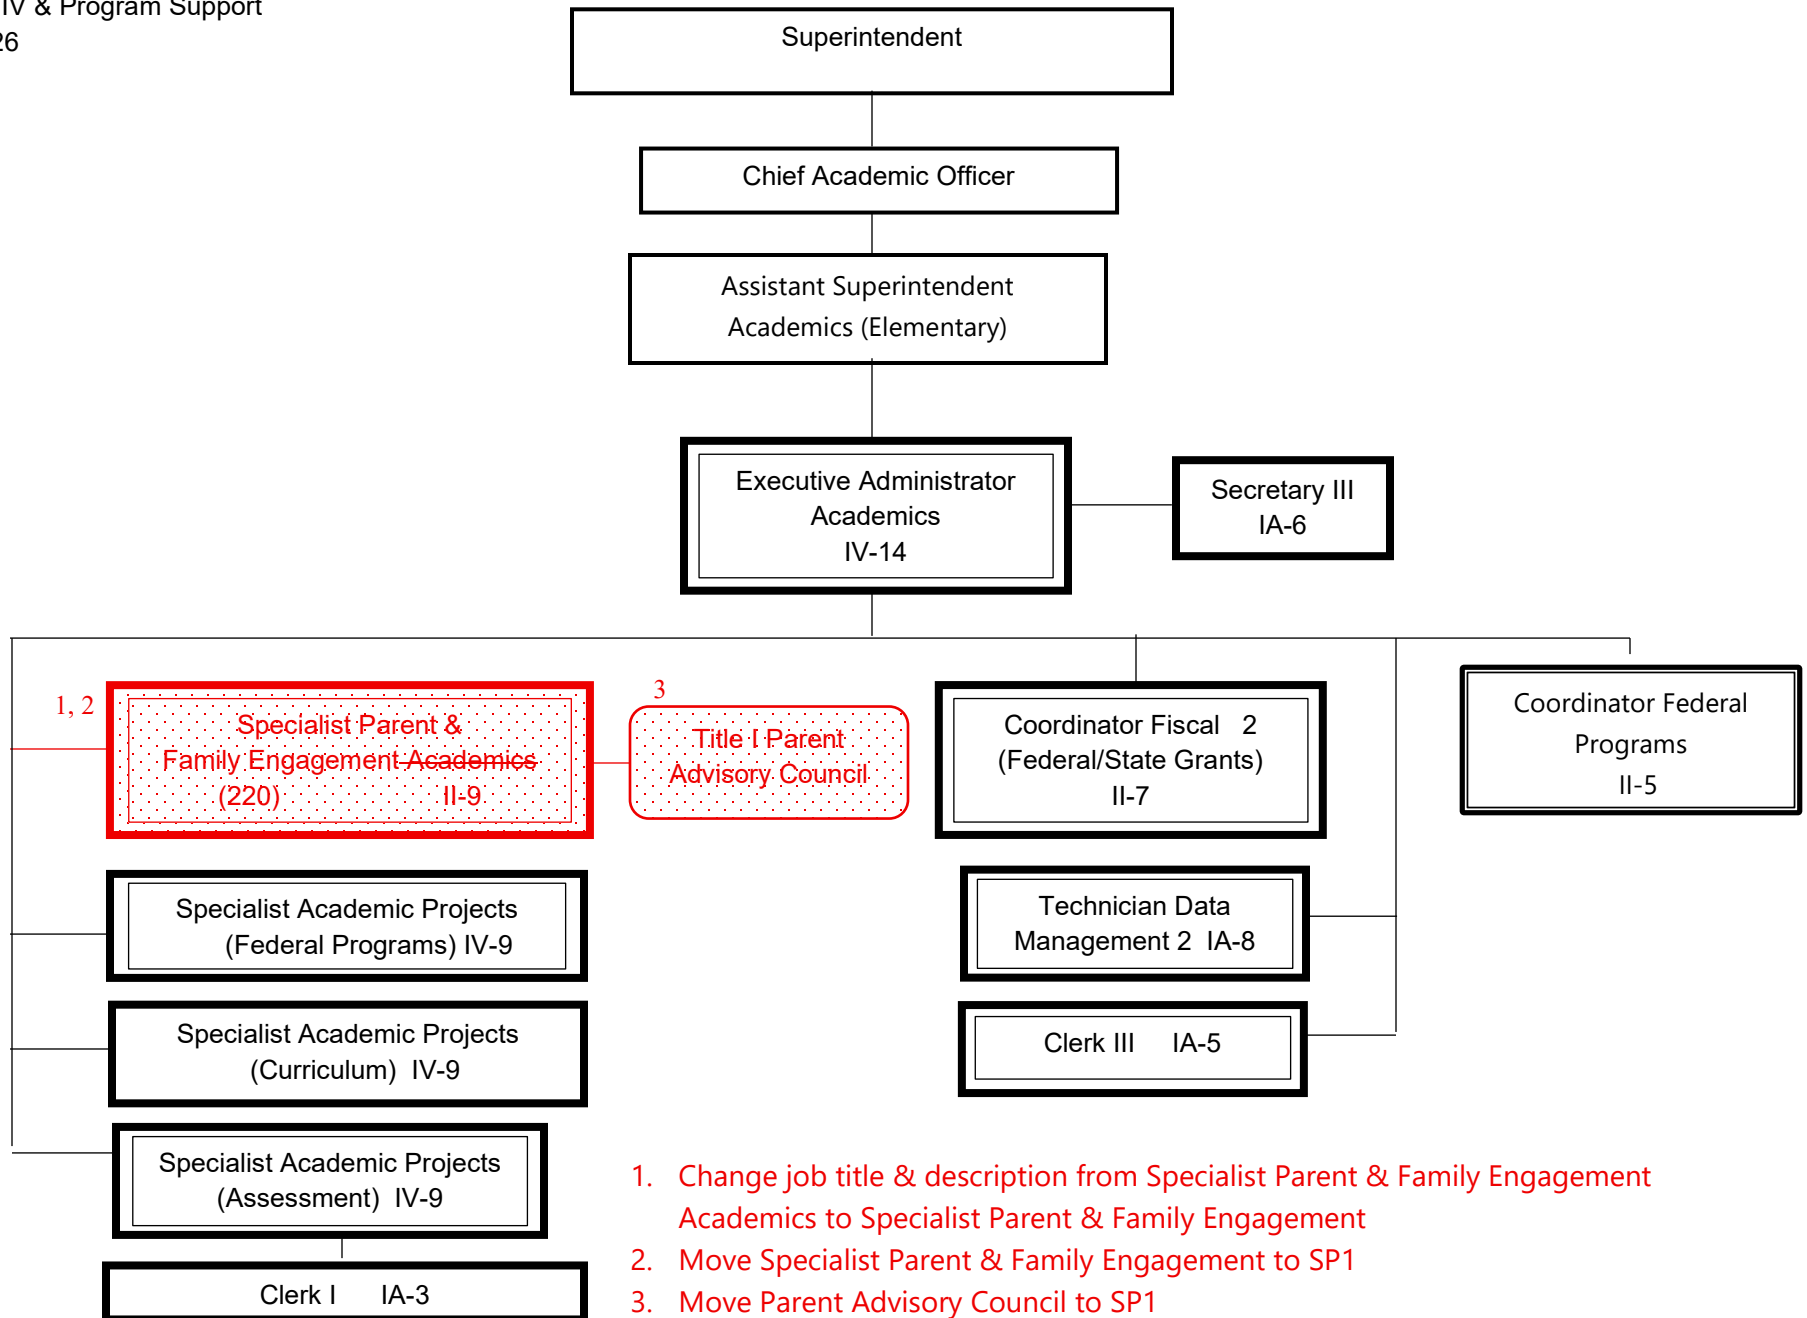 IV & Program Support
26
Superintendent
Chief Academic Officer
Assistant Superintendent
Academics (Elementary)
Executive Administrator
Academics
IV-14
Secretary III
IA-6
1, 2
Specialist Parent &
Family Engagement Academics
(220) II-9
3
Title I Parent
Advisory Council
Coordinator Fiscal 2
(Federal/State Grants)
II-7
Coordinator Federal
Programs
II-5
Specialist Academic Projects
(Federal Programs) IV-9
Technician Data
Management 2 IA-8
Specialist Academic Projects
(Curriculum) IV-9
Clerk III IA-5
Specialist Academic Projects
(Assessment) IV-9
Clerk I IA-3
1. Change job title & description from Specialist Parent & Family Engagement
Academics to Specialist Parent & Family Engagement
2. Move Specialist Parent & Family Engagement to SP1
3. Move Parent Advisory Council to SP1